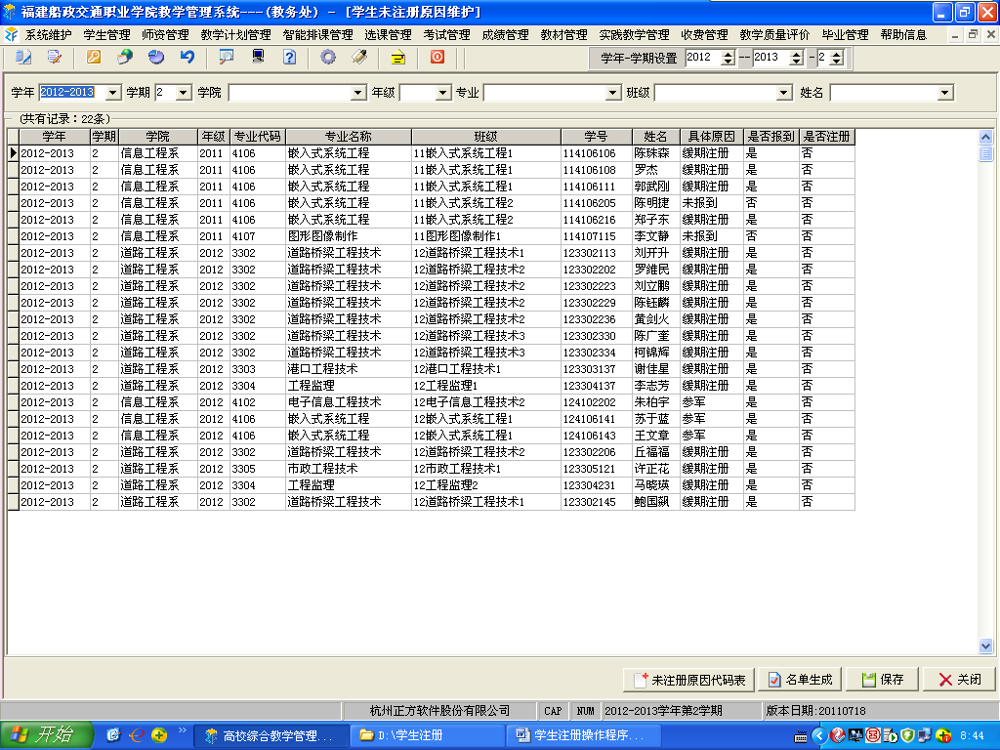 福建船政交通职业学院教学管理系统---(教务处) - [学生未注册原因维护]
系统维护 学生管理 师资管理 教学计划管理 智能排课管理 选课管理 考试管理 成绩管理 教材管理 实践教学管理 收费管理 教学质量评价 毕业管理 帮助信息
学年-学期设置 2012 -- 2013 - 2
学年 2012-2013 学期 2 学院 年级 专业 班级 姓名
(共有记录：22条)
学年 学期 学院 年级 专业代码 专业名称 班级 学号 姓名 具体原因 是否报到 是否注册
2012-2013 2 信息工程系 2011 4106 嵌入式系统工程 11嵌入式系统工程1 114106106 陈珠森 缓期注册 是 否
2012-2013 2 信息工程系 2011 4106 嵌入式系统工程 11嵌入式系统工程1 114106108 罗杰 缓期注册 是 否
2012-2013 2 信息工程系 2011 4106 嵌入式系统工程 11嵌入式系统工程1 114106111 郭武刚 缓期注册 是 否
2012-2013 2 信息工程系 2011 4106 嵌入式系统工程 11嵌入式系统工程2 114106205 陈明捷 未报到 否 否
2012-2013 2 信息工程系 2011 4106 嵌入式系统工程 11嵌入式系统工程2 114106216 郑子东 缓期注册 是 否
2012-2013 2 信息工程系 2011 4107 图形图像制作 11图形图像制作1 114107115 李文静 未报到 否 否
2012-2013 2 道路工程系 2012 3302 道路桥梁工程技术 12道路桥梁工程技术1 123302113 刘开升 缓期注册 是 否
2012-2013 2 道路工程系 2012 3302 道路桥梁工程技术 12道路桥梁工程技术2 123302202 罗维民 缓期注册 是 否
2012-2013 2 道路工程系 2012 3302 道路桥梁工程技术 12道路桥梁工程技术2 123302223 刘立鹏 缓期注册 是 否
2012-2013 2 道路工程系 2012 3302 道路桥梁工程技术 12道路桥梁工程技术2 123302229 陈钰麟 缓期注册 是 否
2012-2013 2 道路工程系 2012 3302 道路桥梁工程技术 12道路桥梁工程技术2 123302236 黄剑火 缓期注册 是 否
2012-2013 2 道路工程系 2012 3302 道路桥梁工程技术 12道路桥梁工程技术3 123302330 陈广奎 缓期注册 是 否
2012-2013 2 道路工程系 2012 3302 道路桥梁工程技术 12道路桥梁工程技术3 123302334 柯锦辉 缓期注册 是 否
2012-2013 2 道路工程系 2012 3303 港口工程技术 12港口工程技术1 123303137 谢佳星 缓期注册 是 否
2012-2013 2 道路工程系 2012 3304 工程监理 12工程监理1 123304137 李志芳 缓期注册 是 否
2012-2013 2 信息工程系 2012 4102 电子信息工程技术 12电子信息工程技术2 124102202 朱柏宇 参军 是 否
2012-2013 2 信息工程系 2012 4106 嵌入式系统工程 12嵌入式系统工程1 124106141 苏于蓝 参军 是 否
2012-2013 2 信息工程系 2012 4106 嵌入式系统工程 12嵌入式系统工程1 124106143 王文章 参军 是 否
2012-2013 2 道路工程系 2012 3302 道路桥梁工程技术 12道路桥梁工程技术2 123302206 丘福福 缓期注册 是 否
2012-2013 2 道路工程系 2012 3305 市政工程技术 12市政工程技术1 123305121 许正花 缓期注册 是 否
2012-2013 2 道路工程系 2012 3304 工程监理 12工程监理2 123304231 马晓瑛 缓期注册 是 否
2012-2013 2 道路工程系 2012 3302 道路桥梁工程技术 12道路桥梁工程技术1 123302145 鲍国飒 缓期注册 是 否
未注册原因代码表 名单生成 保存 关闭
杭州正方软件股份有限公司 CAP NUM 2012-2013学年第2学期 版本日期:20110718
开始 高校综合教学管理... D:\学生注册 学生注册操作程序... 8:44